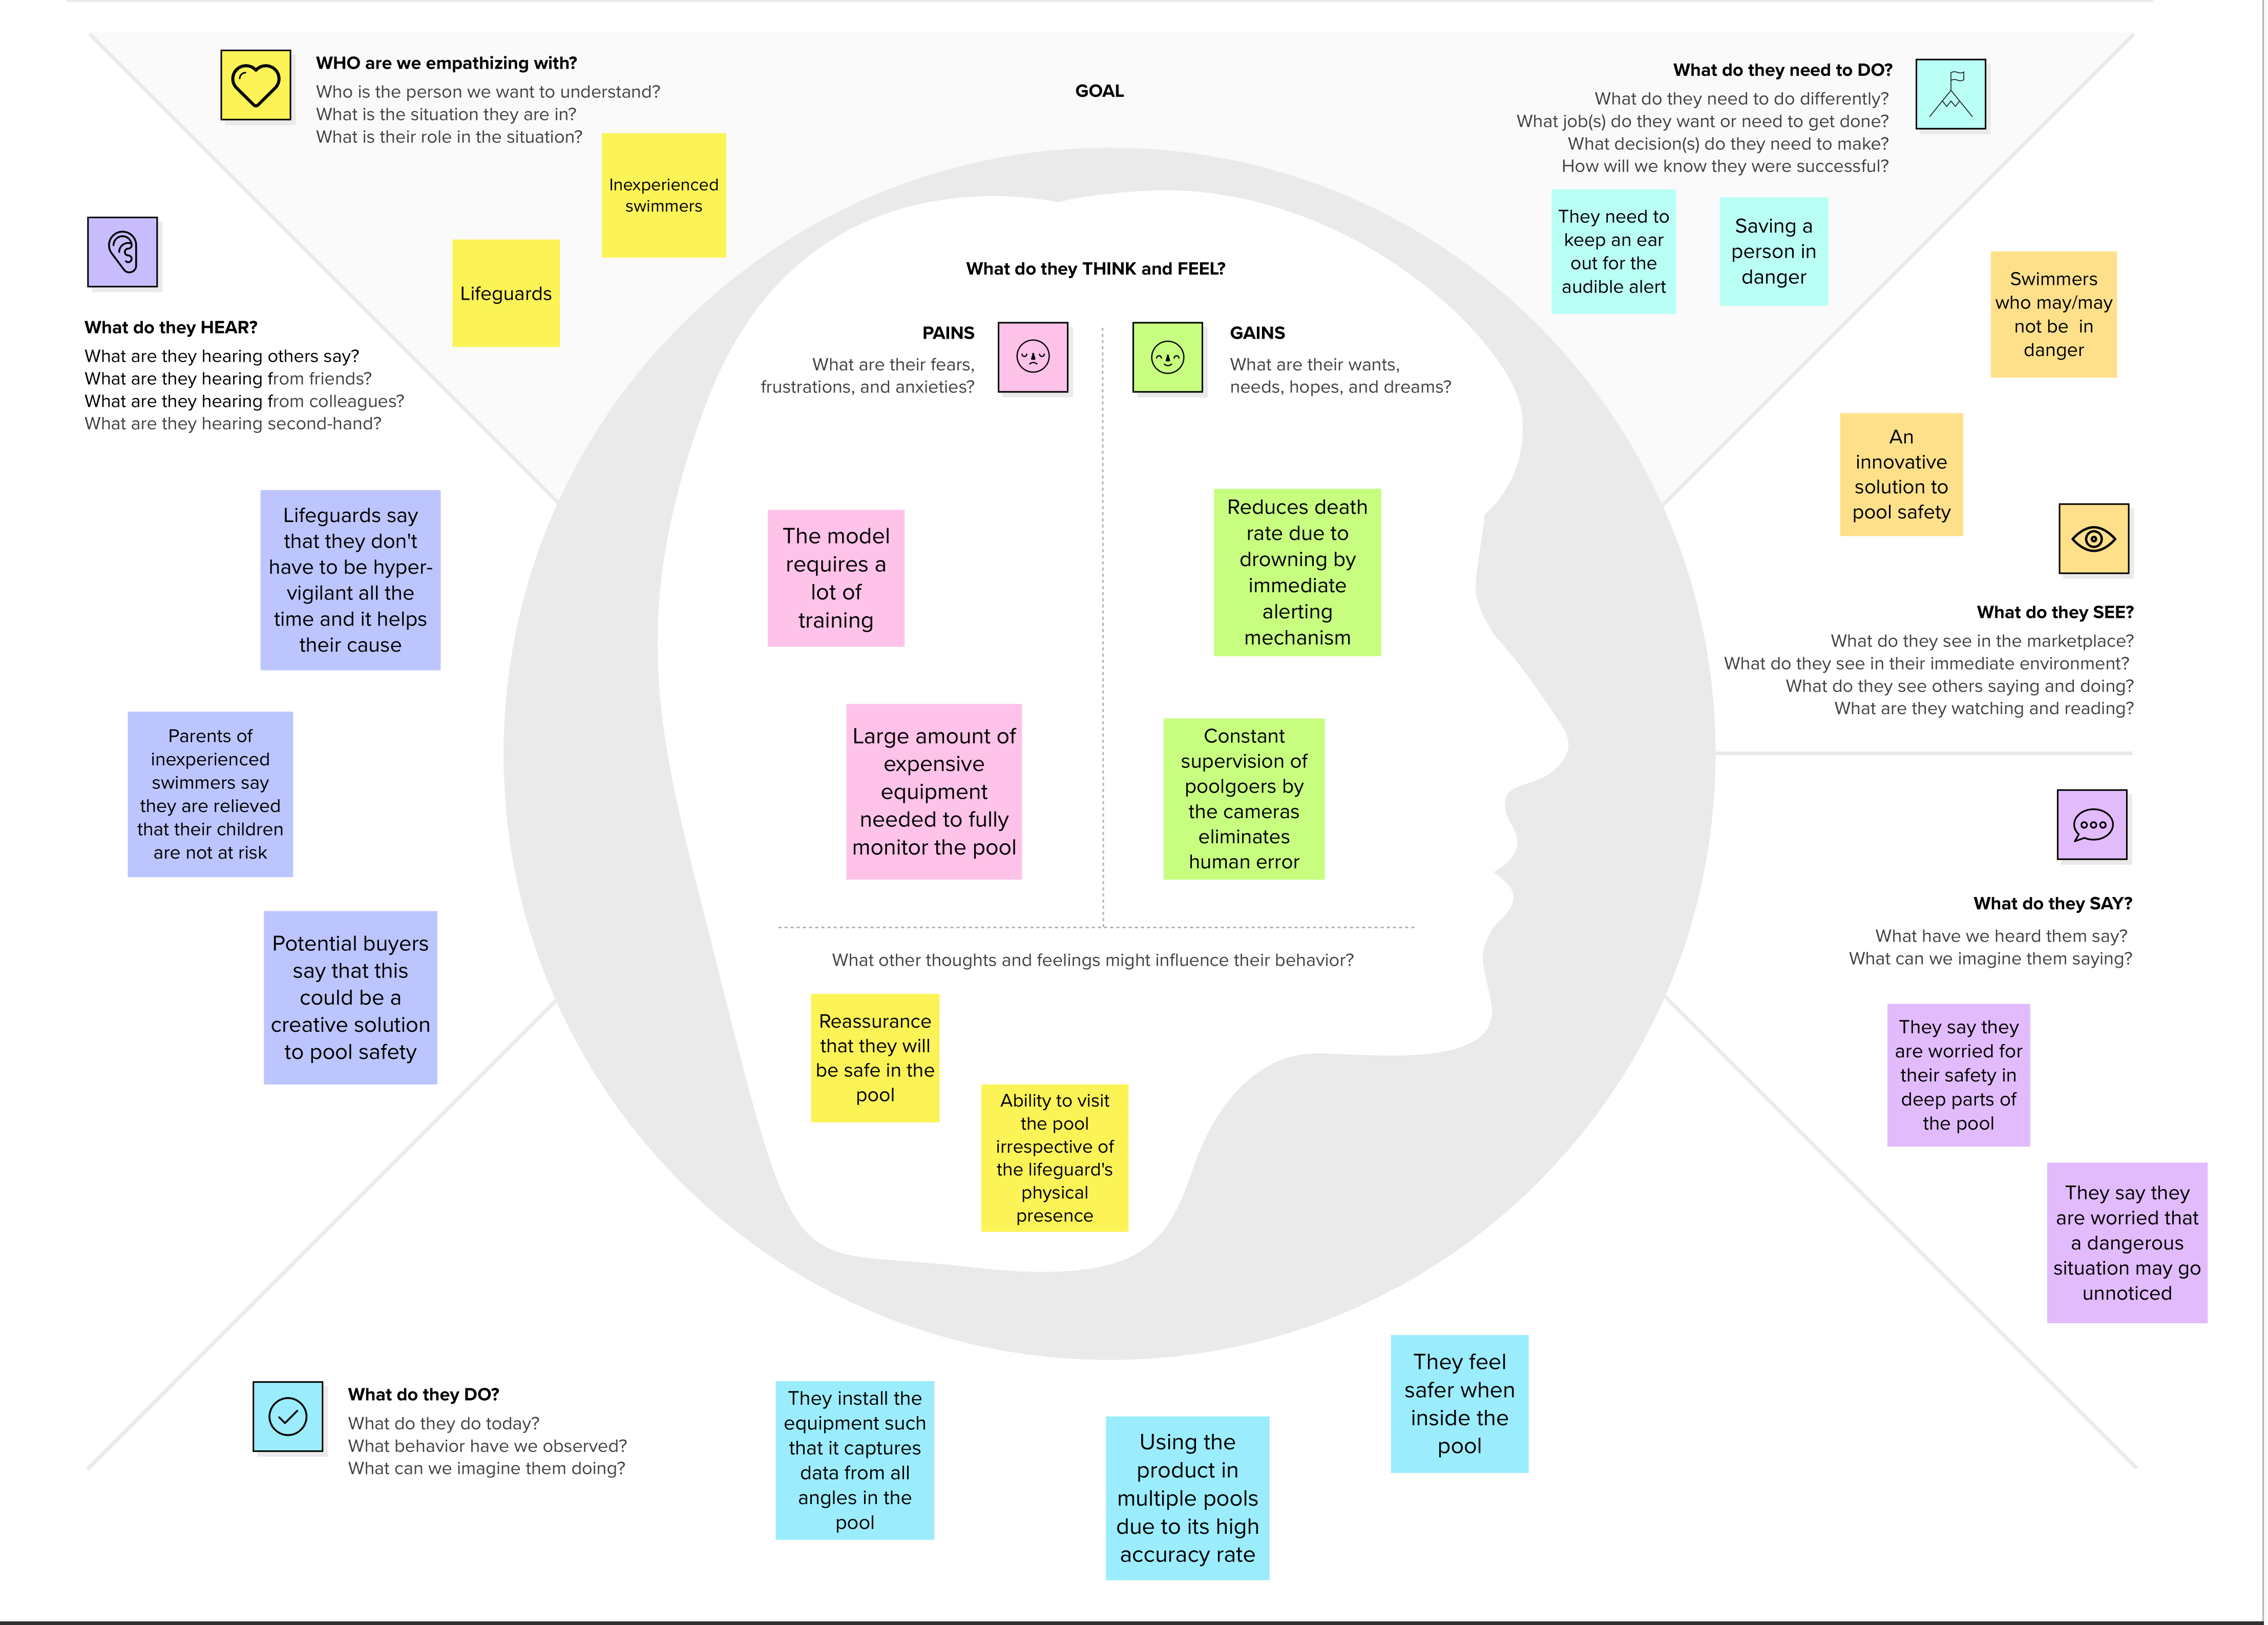 WHO are we empathizing with?
Who is the person we want to understand?
What is the situation they are in?
What is their role in the situation?
Inexperienced
swimmers
Lifeguards
GOAL
What do they need to DO?
What do they need to do differently?
What job(s) do they want or need to get done?
What decision(s) do they need to make?
How will we know they were successful?
They need to
keep an ear
out for the
audible alert
Saving a
person in
danger
What do they HEAR?
What are they hearing others say?
What are they hearing from friends?
What are they hearing from colleagues?
What are they hearing second-hand?
Lifeguards say
that they don't
have to be hyper-
vigilant all the
time and it helps
their cause
Parents of
inexperienced
swimmers say
they are relieved
that their children
are not at risk
Potential buyers
say that this
could be a
creative solution
to pool safety
What do they THINK and FEEL?
PAINS
What are their fears,
frustrations, and anxieties?
GAINS
What are their wants,
needs, hopes, and dreams?
The model
requires a
lot of
training
Large amount of
expensive
equipment
needed to fully
monitor the pool
Reduces death
rate due to
drowning by
immediate
alerting
mechanism
Constant
supervision of
poolgoers by
the cameras
eliminates
human error
What other thoughts and feelings might influence their behavior?
Reassurance
that they will
be safe in the
pool
Ability to visit
the pool
irrespective of
the lifeguard's
physical
presence
Swimmers
who may/may
not be in
danger
An
innovative
solution to
pool safety
What do they SEE?
What do they see in the marketplace?
What do they see in their immediate environment?
What do they see others saying and doing?
What are they watching and reading?
What do they SAY?
What have we heard them say?
What can we imagine them saying?
They say they
are worried for
their safety in
deep parts of
the pool
They say they
are worried that
a dangerous
situation may go
unnoticed
What do they DO?
What do they do today?
What behavior have we observed?
What can we imagine them doing?
They install the
equipment such
that it captures
data from all
angles in the
pool
Using the
product in
multiple pools
due to its high
accuracy rate
They feel
safer when
inside the
pool